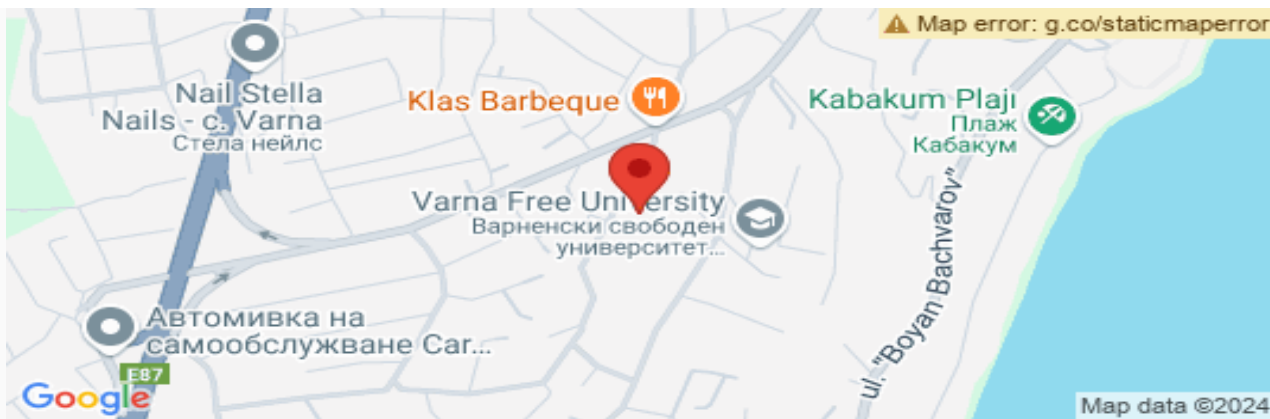 Map error: g.co/staticmaperror
Nail Stella
Nails - c. Varna
Стела нейлс
Klas Barbeque
Kabakum Plajı
Плаж
Кабакум
Varna Free University
Варненски свободен
университет...
ul. "Boyan Bachvarov"
Автомивка на
самообслужване Car...
E87
Google
Map data ©2024